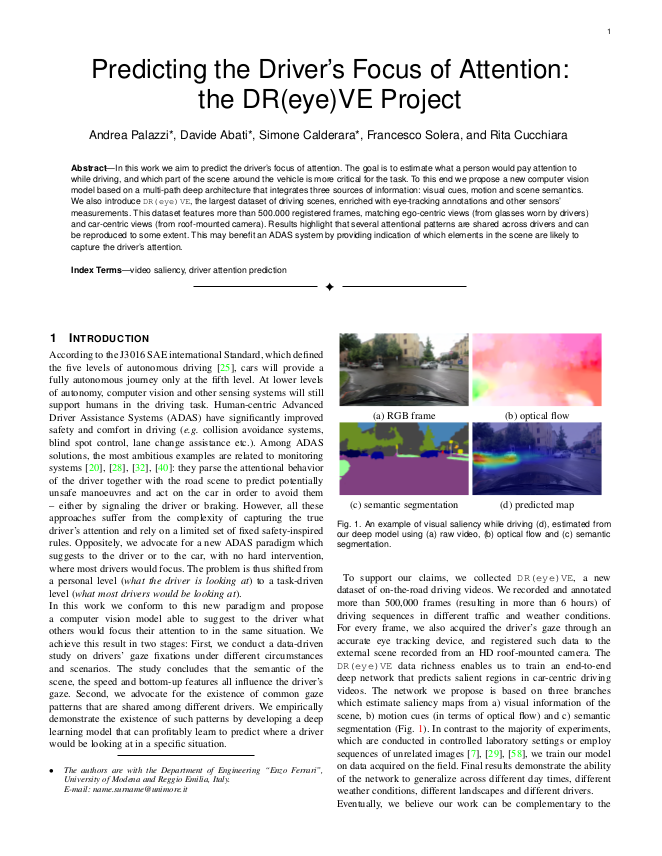 1
Predicting the Driver's Focus of Attention:
the DR(eye)VE Project
Andrea Palazzi*, Davide Abati*, Simone Calderara*, Francesco Solera, and Rita Cucchiara
Abstract—In this work we aim to predict the driver's focus of attention. The goal is to estimate what a person would pay attention to
while driving, and which part of the scene around the vehicle is more critical for the task. To this end we propose a new computer vision
model based on a multi-path deep architecture that integrates three sources of information: visual cues, motion and scene semantics.
We also introduce DR(eye)VE, the largest dataset of driving scenes, enriched with eye-tracking annotations and other sensors'
measurements. This dataset features more than 500.000 registered frames, matching ego-centric views (from glasses worn by drivers)
and car-centric views (from roof-mounted camera). Results highlight that several attentional patterns are shared across drivers and can
be reproduced to some extent. This may benefit an ADAS system by providing indication of which elements in the scene are likely to
capture the driver's attention.
Index Terms—video saliency, driver attention prediction
1 INTRODUCTION
According to the J3016 SAE international Standard, which defined
the five levels of autonomous driving [25], cars will provide a
fully autonomous journey only at the fifth level. At lower levels
of autonomy, computer vision and other sensing systems will still
support humans in the driving task. Human-centric Advanced
Driver Assistance Systems (ADAS) have significantly improved
safety and comfort in driving (e.g. collision avoidance systems,
blind spot control, lane change assistance etc.). Among ADAS
solutions, the most ambitious examples are related to monitoring
systems [20], [28], [32], [40]: they parse the attentional behavior
of the driver together with the road scene to predict potentially
unsafe manoeuvres and act on the car in order to avoid them
– either by signaling the driver or braking. However, all these
approaches suffer from the complexity of capturing the true
driver's attention and rely on a limited set of fixed safety-inspired
rules. Oppositely, we advocate for a new ADAS paradigm which
suggests to the driver or to the car, with no hard intervention,
where most drivers would focus. The problem is thus shifted from
a personal level (what the driver is looking at) to a task-driven
level (what most drivers would be looking at).
In this work we conform to this new paradigm and propose
a computer vision model able to suggest to the driver what
others would focus their attention to in the same situation. We
achieve this result in two stages: First, we conduct a data-driven
study on drivers' gaze fixations under different circumstances
and scenarios. The study concludes that the semantic of the
scene, the speed and bottom-up features all influence the driver's
gaze. Second, we advocate for the existence of common gaze
patterns that are shared among different drivers. We empirically
demonstrate the existence of such patterns by developing a deep
learning model that can profitably learn to predict where a driver
would be looking at in a specific situation.
• The authors are with the Department of Engineering "Enzo Ferrari",
University of Modena and Reggio Emilia, Italy.
E-mail: name.surname@unimore.it
(a) RGB frame
(b) optical flow
(c) semantic segmentation
(d) predicted map
Fig. 1. An example of visual saliency while driving (d), estimated from
our deep model using (a) raw video, (b) optical flow and (c) semantic
segmentation.
To support our claims, we collected DR(eye)VE, a new
dataset of on-the-road driving videos. We recorded and annotated
more than 500,000 frames (resulting in more than 6 hours) of
driving sequences in different traffic and weather conditions.
For every frame, we also acquired the driver's gaze through an
accurate eye tracking device, and registered such data to the
external scene recorded from an HD roof-mounted camera. The
DR(eye)VE data richness enables us to train an end-to-end
deep network that predicts salient regions in car-centric driving
videos. The network we propose is based on three branches
which estimate saliency maps from a) visual information of the
scene, b) motion cues (in terms of optical flow) and c) semantic
segmentation (Fig. 1). In contrast to the majority of experiments,
which are conducted in controlled laboratory settings or employ
sequences of unrelated images [7], [29], [58], we train our model
on data acquired on the field. Final results demonstrate the ability
of the network to generalize across different day times, different
weather conditions, different landscapes and different drivers.
Eventually, we believe our work can be complementary to the